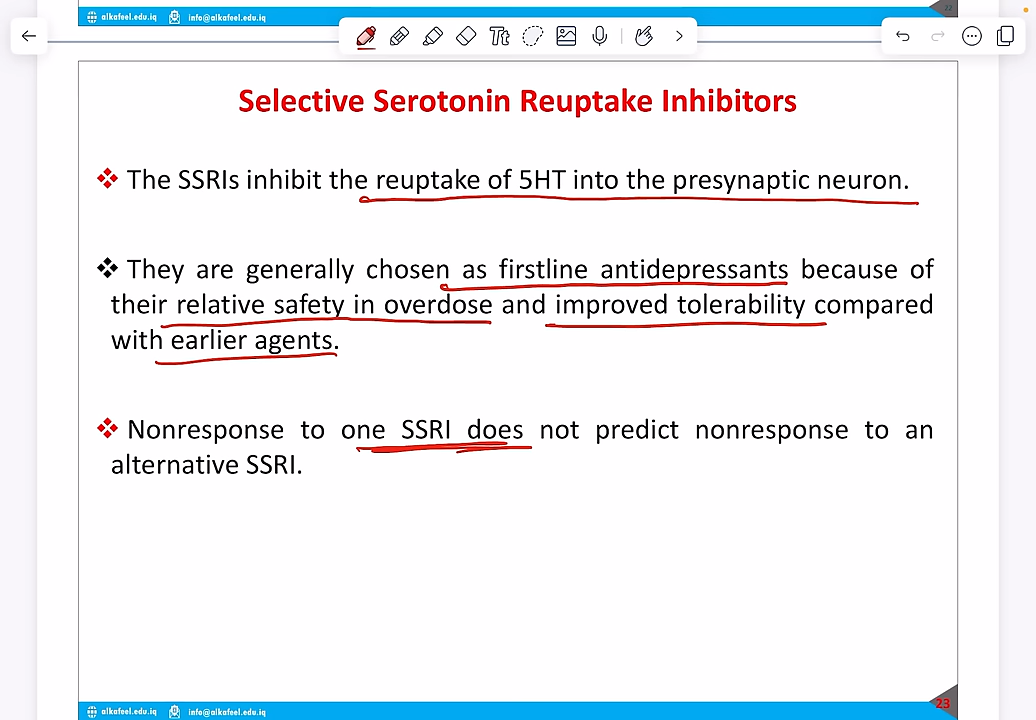 alkafeel.edu.iq info@alkafeel.edu.iq 22
Tt
Selective Serotonin Reuptake Inhibitors
The SSRIs inhibit the reuptake of 5HT into the presynaptic neuron.
They are generally chosen as firstline antidepressants because of
their relative safety in overdose and improved tolerability compared
with earlier agents.
Nonresponse to one SSRI does not predict nonresponse to an
alternative SSRI.
alkafeel.edu.iq info@alkafeel.edu.iq 23